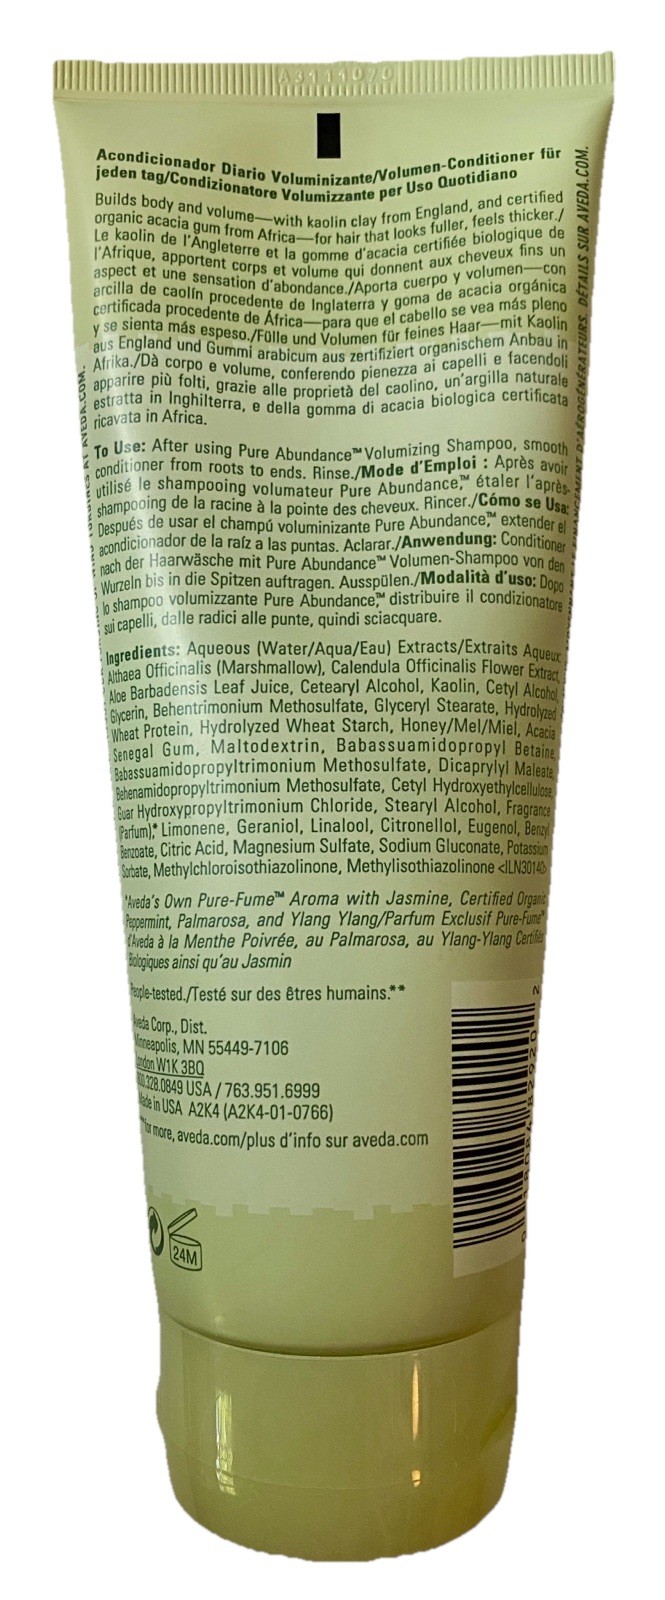 A3111070
Acondicionador Diario Voluminizante/Volumen-Conditioner für
jeden tag/Condizionatore Volumizzante per Uso Quotidiano
Builds body and volume—with kaolin clay from England, and certified
organic acacia gum from Africa—for hair that looks fuller, feels thicker./
Le kaolin de l'Angleterre et la gomme d'acacia certifiée biologique de
l'Afrique, apportent corps et volume qui donnent aux cheveux fins un
aspect et une sensation d'abondance./Aporta cuerpo y volumen—con
arcilla de caolín procedente de Inglaterra y goma de acacia orgánica
certificada procedente de África—para que el cabello se vea más pleno
y se sienta más espeso./Fülle und Volumen für feines Haar—mit Kaolin
aus England und Gummi arabicum aus zertifiziert organischem Anbau in
Afrika./Dà corpo e volume, conferendo pienezza ai capelli e facendoli
apparire più folti, grazie alle proprietà del caolino, un'argilla naturale
estratta in Inghilterra, e della gomma di acacia biologica certificata
ricavata in Africa.
To Use: After using Pure Abundance™ Volumizing Shampoo, smooth
conditioner from roots to ends. Rinse./Mode d'Emploi : Après avoir
utilisé le shampooing volumateur Pure Abundance,™ étaler l'après-
shampooing de la racine à la pointe des cheveux. Rincer./Cómo se Usa:
Después de usar el champú voluminizante Pure Abundance,™ extender el
acondicionador de la raíz a las puntas. Aclarar./Anwendung: Conditioner
nach der Haarwäsche mit Pure Abundance™ Volumen-Shampoo von den
Wurzeln bis in die Spitzen auftragen. Ausspülen./Modalità d'uso: Dopo
lo shampoo volumizzante Pure Abundance,™ distribuire il condizionatore
sui capelli, dalle radici alle punte, quindi sciacquare.
Ingredients: Aqueous (Water/Aqua/Eau) Extracts/Extraits Aqueux:
Althaea Officinalis (Marshmallow), Calendula Officinalis Flower Extract,
Aloe Barbadensis Leaf Juice, Cetearyl Alcohol, Kaolin, Cetyl Alcohol,
Glycerin, Behentrimonium Methosulfate, Glyceryl Stearate, Hydrolyzed
Wheat Protein, Hydrolyzed Wheat Starch, Honey/Mel/Miel, Acacia
Senegal Gum, Maltodextrin, Babassuamidopropyl Betaine,
Babassuamidopropyltrimonium Methosulfate, Dicaprylyl Maleate,
Behenamidopropyltrimonium Methosulfate, Cetyl Hydroxyethylcellulose,
Guar Hydroxypropyltrimonium Chloride, Stearyl Alcohol, Fragrance
(Parfum),* Limonene, Geraniol, Linalool, Citronellol, Eugenol, Benzyl
Benzoate, Citric Acid, Magnesium Sulfate, Sodium Gluconate, Potassium
Sorbate, Methylchloroisothiazolinone, Methylisothiazolinone <ILN30140>
*Aveda's Own Pure-Fume™ Aroma with Jasmine, Certified Organic
Peppermint, Palmarosa, and Ylang Ylang/Parfum Exclusif Pure-Fume™
d'Aveda à la Menthe Poivrée, au Palmarosa, au Ylang-Ylang Certifiés
Biologiques ainsi qu'au Jasmin
People-tested./Testé sur des êtres humains.**
Aveda Corp., Dist.
Minneapolis, MN 55449-7106
London W1K 3BQ
800.328.0849 USA / 763.951.6999
Made in USA A2K4 (A2K4-01-0766)
**for more, aveda.com/plus d'info sur aveda.com
24M
D'AÉROGÉNÉRATEURS. DÉTAILS SUR AVEDA.COM.
AT AVEDA.COM.